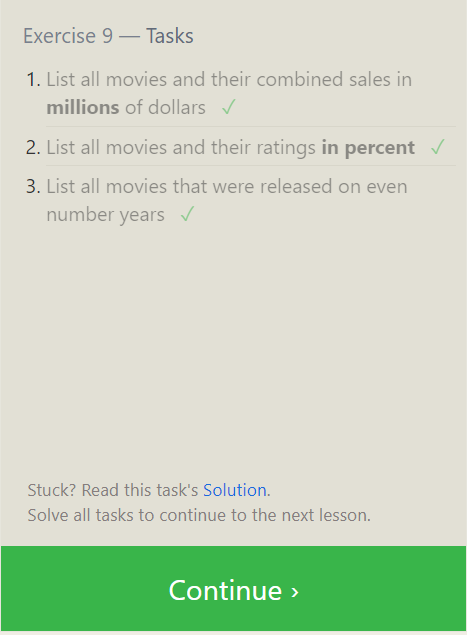 Exercise 9 — Tasks
1. List all movies and their combined sales in
millions of dollars ✓
2. List all movies and their ratings in percent ✓
3. List all movies that were released on even
number years ✓
Stuck? Read this task's Solution.
Solve all tasks to continue to the next lesson.
Continue ›